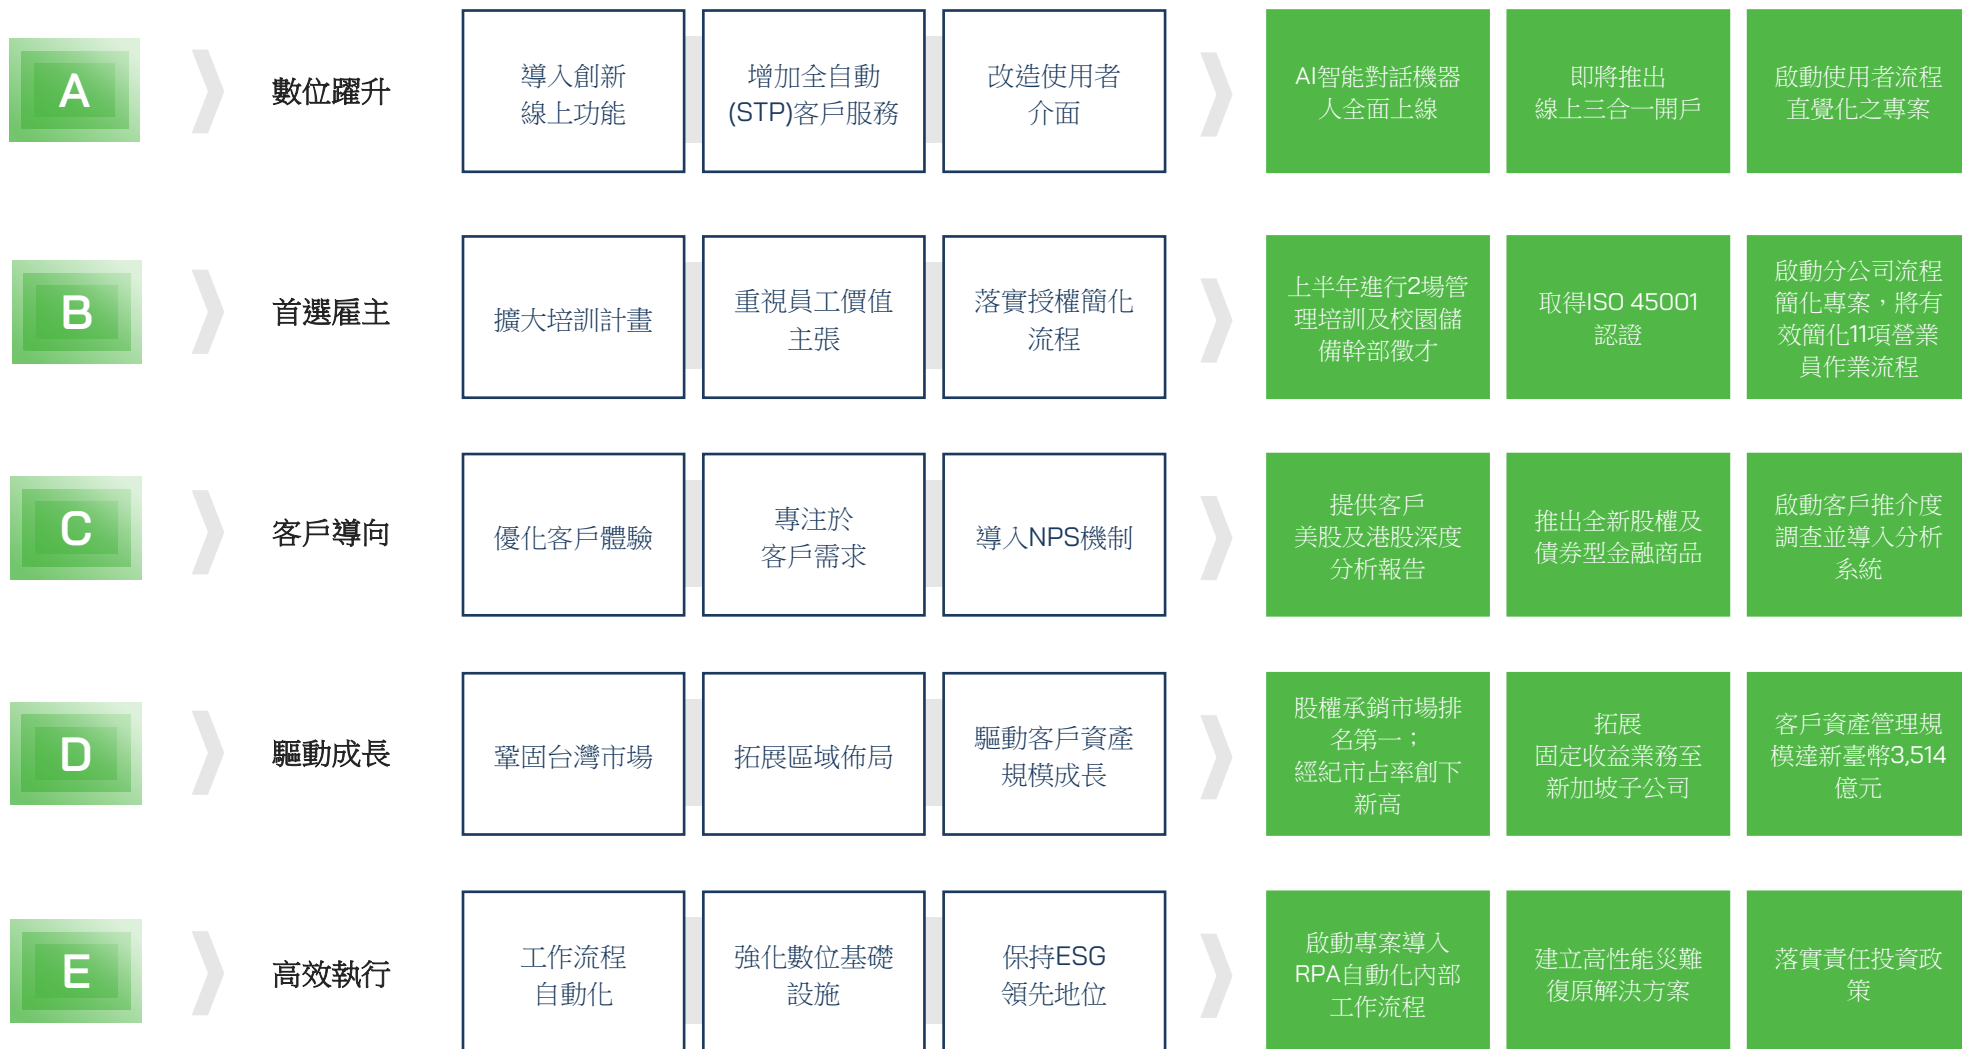 A
數位躍升
導入創新
線上功能
增加全自動
(STP)客戶服務
改造使用者
介面
AI智能對話機器
人全面上線
即將推出
線上三合一開戶
啟動使用者流程
直覺化之專案
B
首選雇主
擴大培訓計畫
重視員工價值
主張
落實授權簡化
流程
上半年進行2場管
理培訓及校園儲
備幹部徵才
取得ISO 45001
認證
啟動分公司流程
簡化專案，將有
效簡化11項營業
員作業流程
C
客戶導向
優化客戶體驗
專注於
客戶需求
導入NPS機制
提供客戶
美股及港股深度
分析報告
推出全新股權及
債券型金融商品
啟動客戶推介度
調查並導入分析
系統
D
驅動成長
鞏固台灣市場
拓展區域佈局
驅動客戶資產
規模成長
股權承銷市場排
名第一；
經紀市占率創下
新高
拓展
固定收益業務至
新加坡子公司
客戶資產管理規
模達新臺幣3,514
億元
E
高效執行
工作流程
自動化
強化數位基礎
設施
保持ESG
領先地位
啟動專案導入
RPA自動化內部
工作流程
建立高性能災難
復原解決方案
落實責任投資政
策